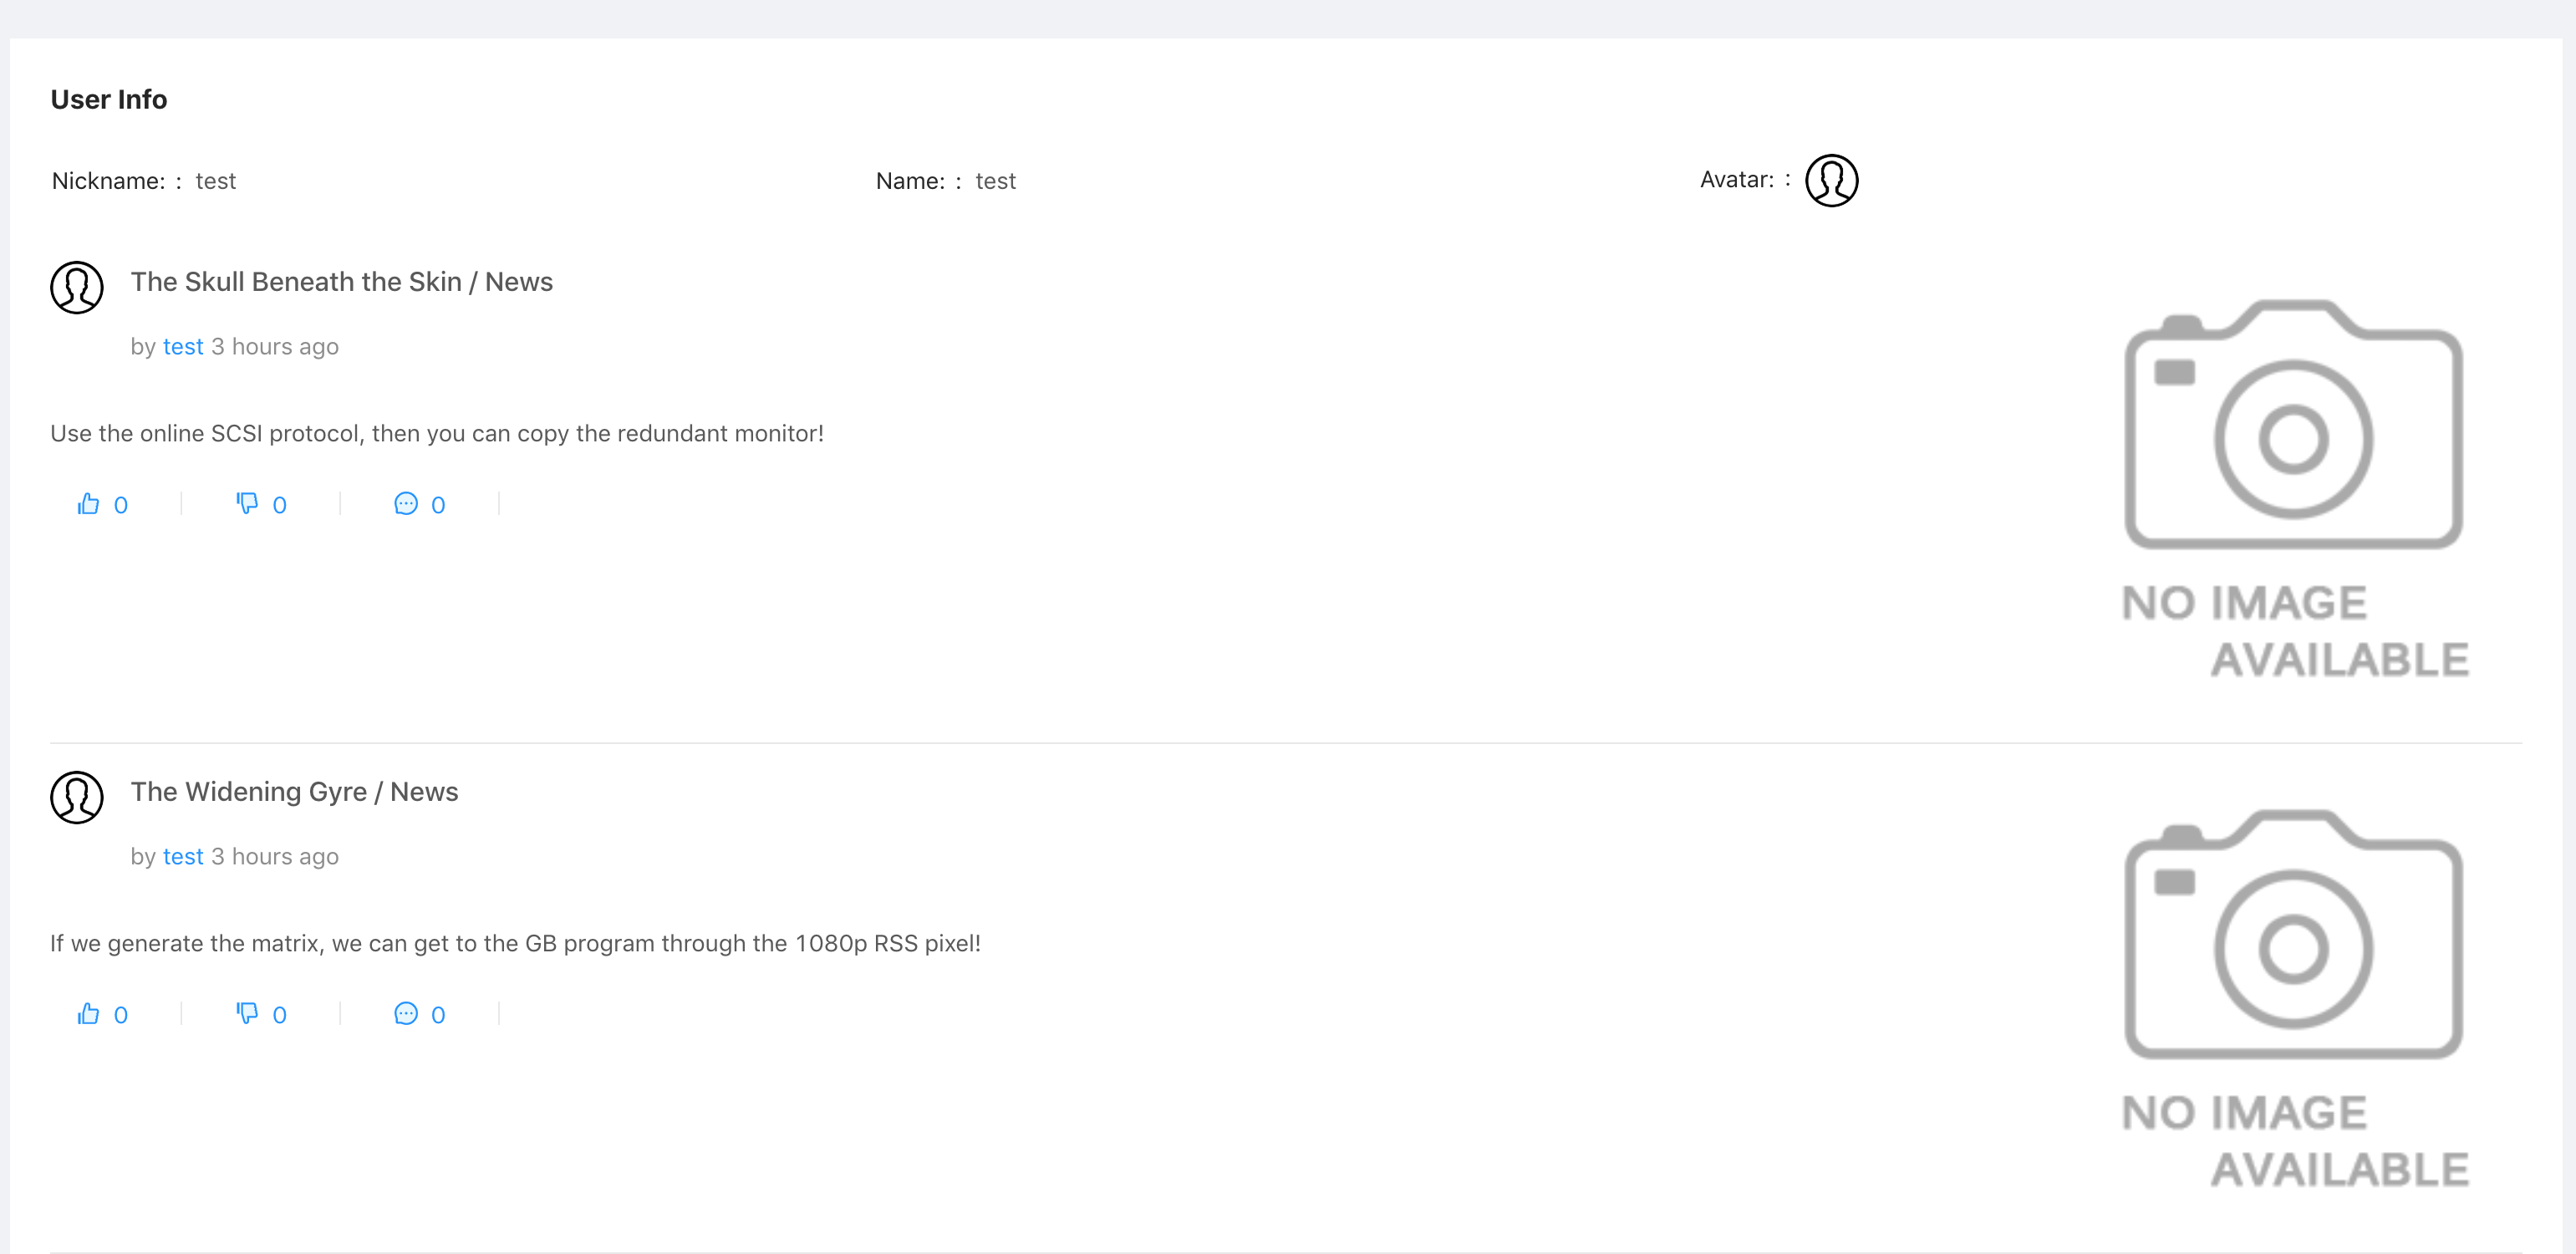 User Info
Nickname: : test
Name: : test
Avatar: :
The Skull Beneath the Skin / News
by test 3 hours ago
Use the online SCSI protocol, then you can copy the redundant monitor!
0 0 0
NO IMAGE
AVAILABLE
The Widening Gyre / News
by test 3 hours ago
If we generate the matrix, we can get to the GB program through the 1080p RSS pixel!
0 0 0
NO IMAGE
AVAILABLE